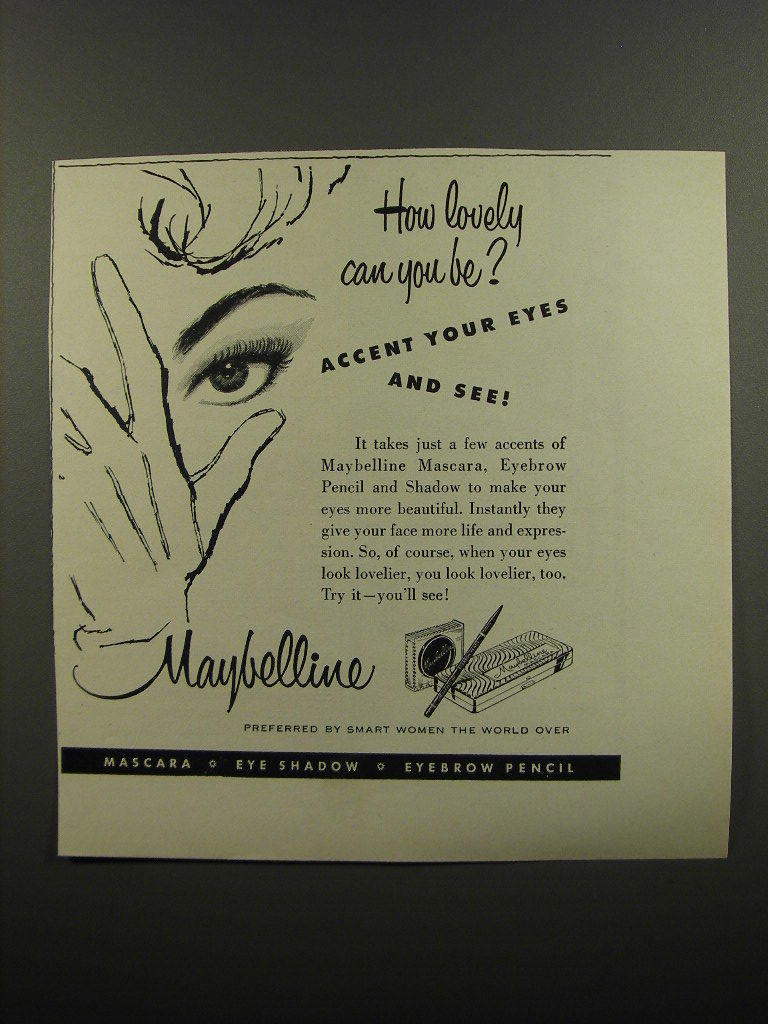 How lovely
can you be?
ACCENT YOUR EYES
AND SEE!
It takes just a few accents of
Maybelline Mascara, Eyebrow
Pencil and Shadow to make your
eyes more beautiful. Instantly they
give your face more life and expres-
sion. So, of course, when your eyes
look lovelier, you look lovelier, too.
Try it—you'll see!
Maybelline
Maybelline
Maybelline
PREFERRED BY SMART WOMEN THE WORLD OVER
MASCARA ✡ EYE SHADOW ✡ EYEBROW PENCIL